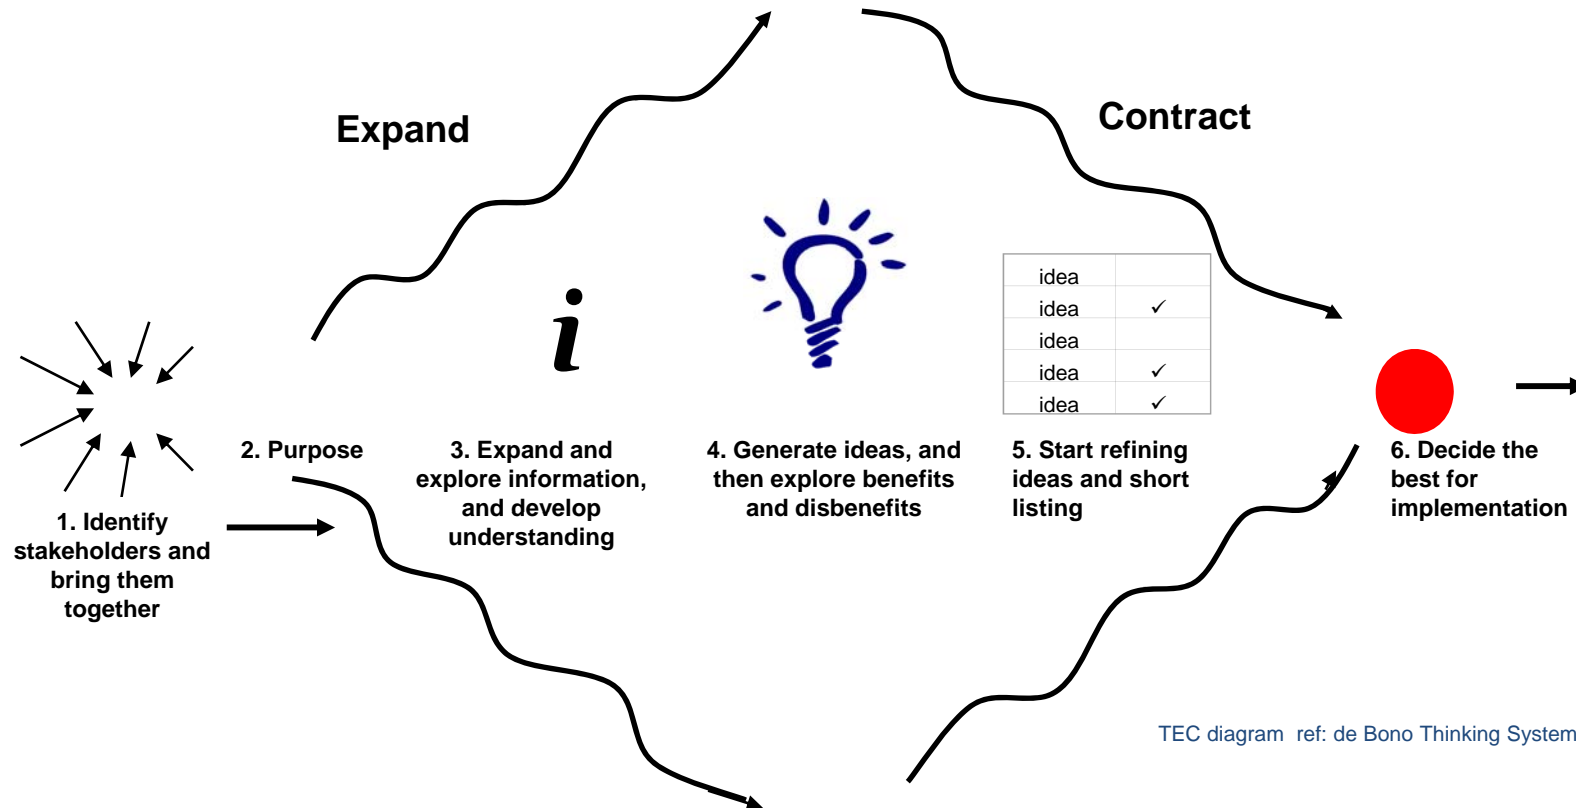 Expand
Contract
i
idea
idea ✓
idea
idea ✓
idea ✓
1. Identify
stakeholders and
bring them
together
2. Purpose
3. Expand and
explore information,
and develop
understanding
4. Generate ideas, and
then explore benefits
and disbenefits
5. Start refining
ideas and short
listing
6. Decide the
best for
implementation
TEC diagram ref: de Bono Thinking System